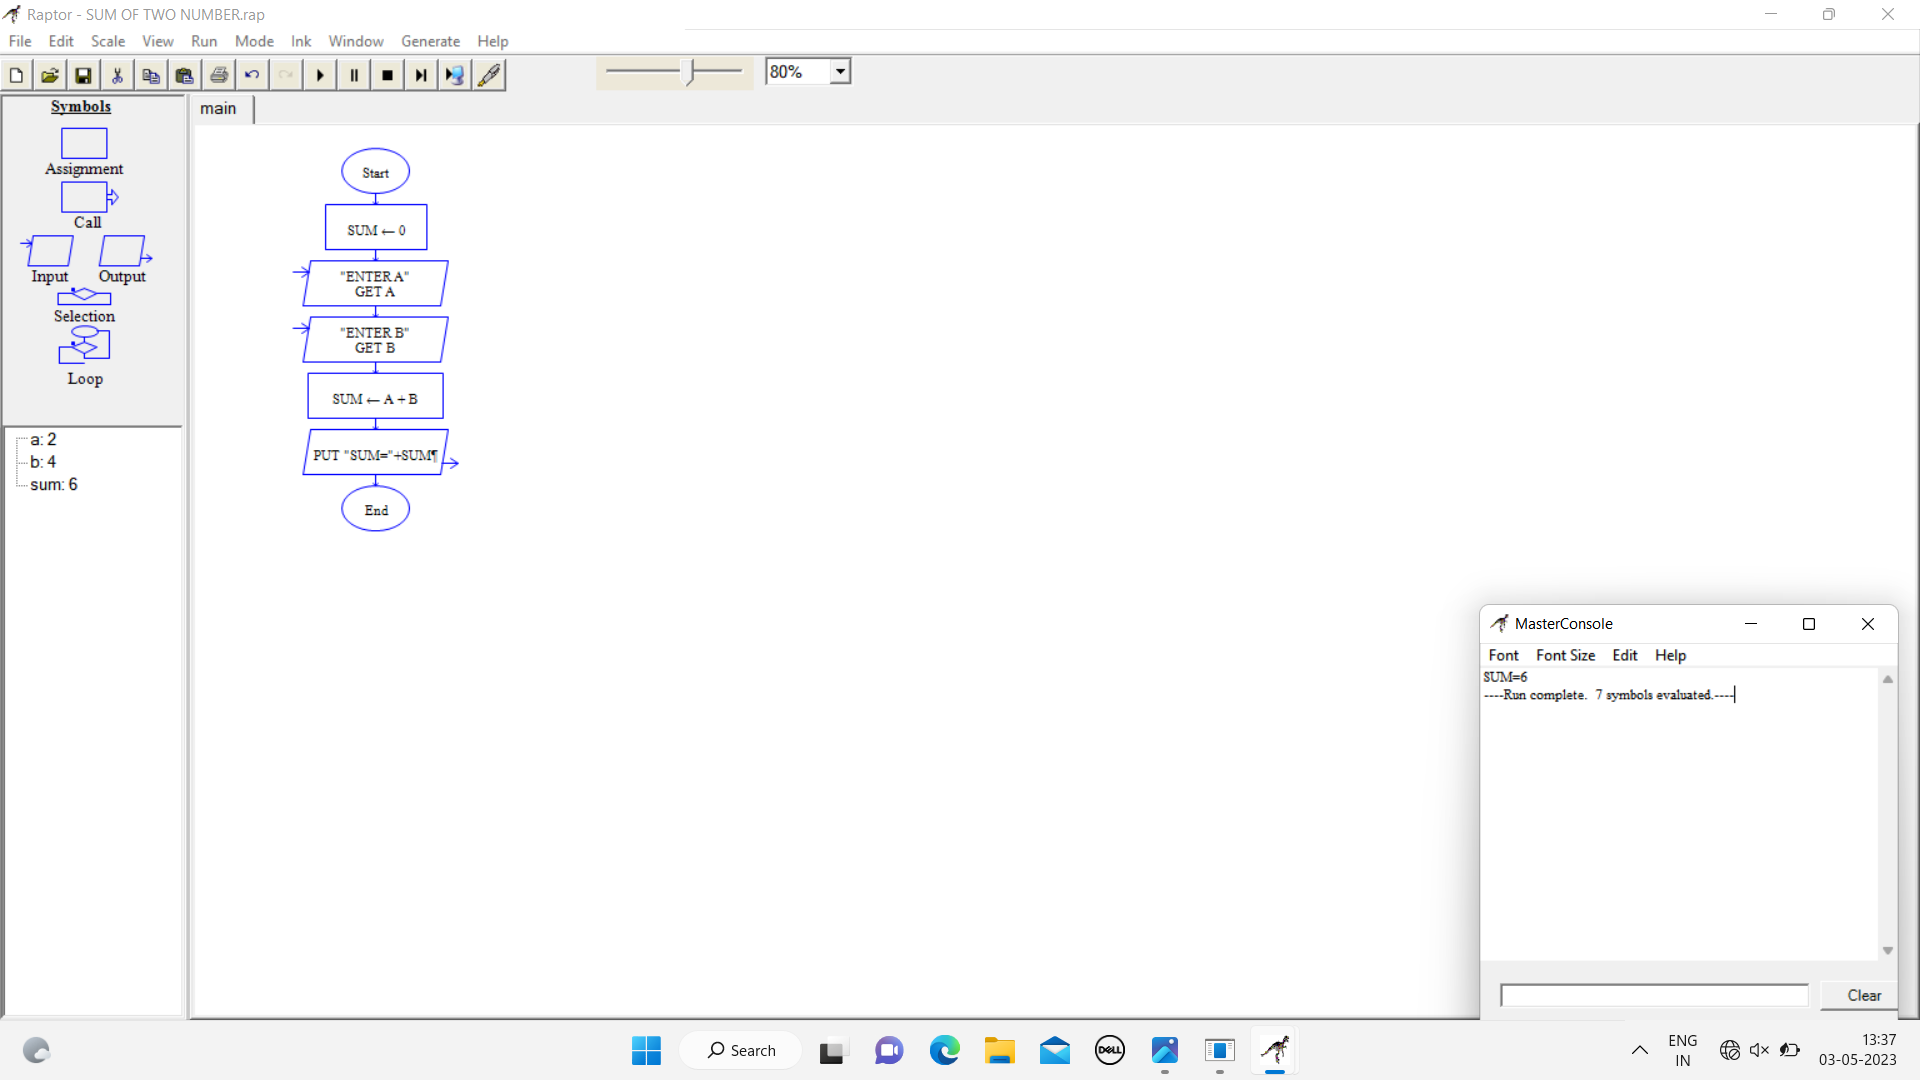 Raptor - SUM OF TWO NUMBER.rap
File Edit Scale View Run Mode Ink Window Generate Help
80%
Symbols
Assignment
Call
Input Output
Selection
Loop
a: 2
b: 4
sum: 6
main
Start
SUM ← 0
"ENTER A"
GET A
"ENTER B"
GET B
SUM ← A + B
PUT "SUM="+SUM¶
End
MasterConsole
Font Font Size Edit Help
SUM=6
----Run complete.  7 symbols evaluated.----
Clear
Search
DELL
ENG
IN
13:37
03-05-2023